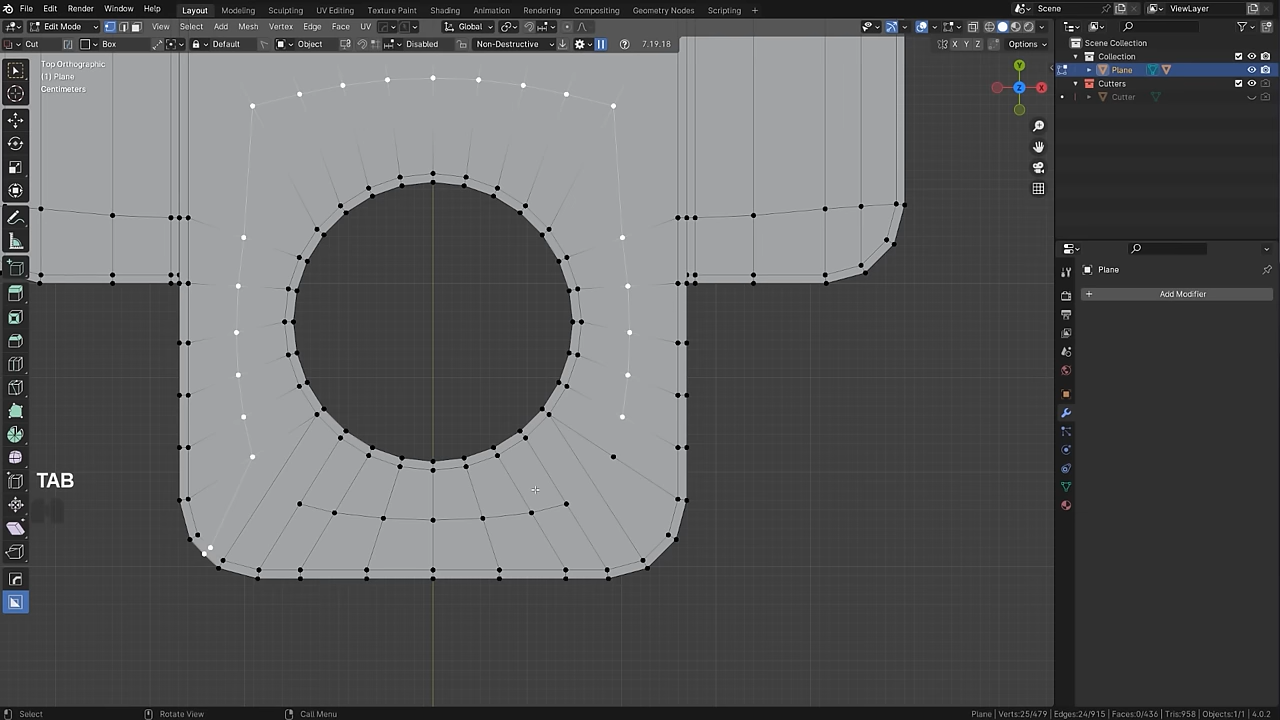 File Edit Render Window Help Layout Modeling Sculpting UV Editing Texture Paint Shading Animation Rendering Compositing Geometry Nodes Scripting + Scene ViewLayer
Edit Mode View Select Add Mesh Vertex Edge Face UV Global
Cut Box Default Object Disabled Non-Destructive 7.19.18 X Y Z Options
Top Orthographic
(1) Plane
Centimeters
TAB
Y
Z
X
Scene Collection
Collection
Plane
Cutters
Cutter
Plane
+ Add Modifier
Select Rotate View Call Menu Plane | Verts:25/479 | Edges:24/915 | Faces:0/436 | Tris:958 | Objects:1/1 | 4.0.2